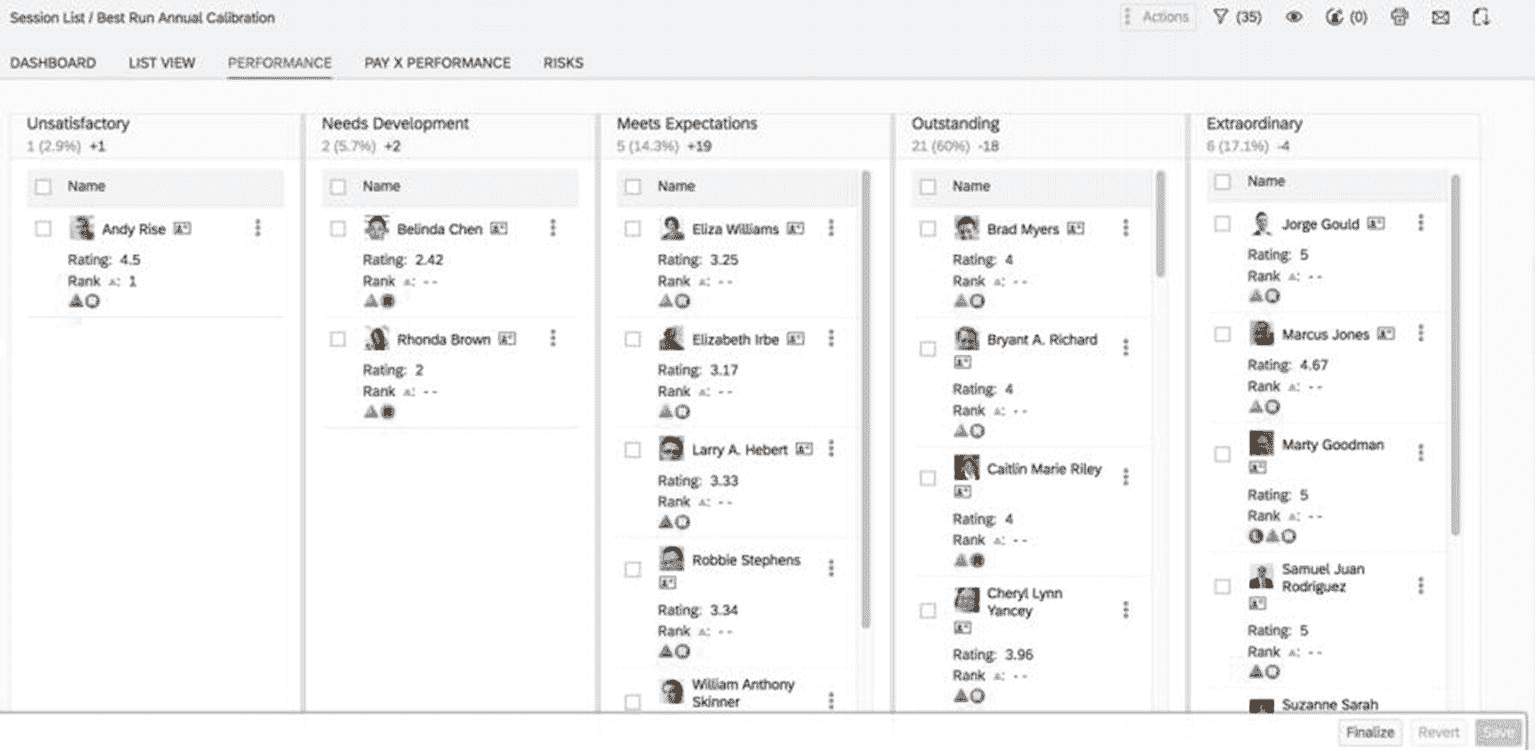 Session List / Best Run Annual Calibration
Actions (35) (0)
DASHBOARD LIST VIEW PERFORMANCE PAY X PERFORMANCE RISKS
Unsatisfactory
1 (2.9%) +1
Name
Andy Rise
Rating: 4.5
Rank : 1
Needs Development
2 (5.7%) +2
Name
Belinda Chen
Rating: 2.42
Rank : --
Rhonda Brown
Rating: 2
Rank : --
Meets Expectations
5 (14.3%) +19
Name
Eliza Williams
Rating: 3.25
Rank : --
Elizabeth Irbe
Rating: 3.17
Rank : --
Larry A. Hebert
Rating: 3.33
Rank : --
Robbie Stephens
Rating: 3.34
Rank : --
William Anthony
Skinner
Outstanding
21 (60%) -18
Name
Brad Myers
Rating: 4
Rank : --
Bryant A. Richard
Rating: 4
Rank : --
Caitlin Marie Riley
Rating: 4
Rank : --
Cheryl Lynn
Yancey
Rating: 3.96
Rank : --
Extraordinary
6 (17.1%) -4
Name
Jorge Gould
Rating: 5
Rank : --
Marcus Jones
Rating: 4.67
Rank : --
Marty Goodman
Rating: 5
Rank : --
Samuel Juan
Rodriguez
Rating: 5
Rank : --
Suzanne Sarah
Finalize Revert Save